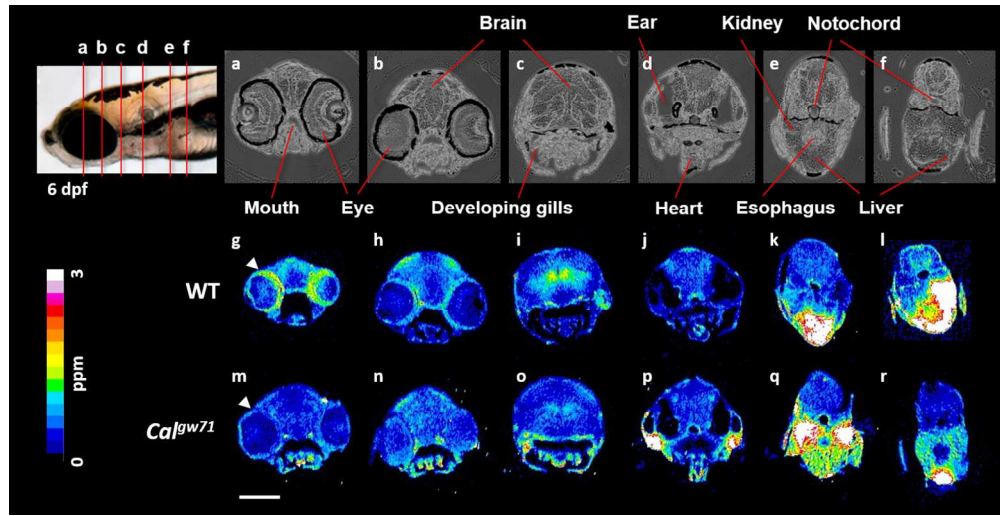 Brain Ear Kidney Notochord
a b c d e f
a b c d e f
6 dpf
Mouth Eye Developing gills Heart Esophagus Liver
g h i j k l
WT
3
ppm
0
m n o p q r
Cal^gw71